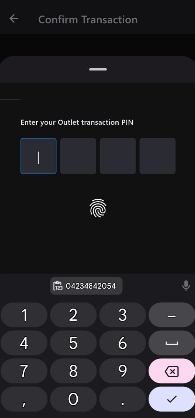 Confirm Transaction
Enter your Outlet transaction PIN
04234842054
1 2 3 –
4 5 6
7 8 9
, 0 .